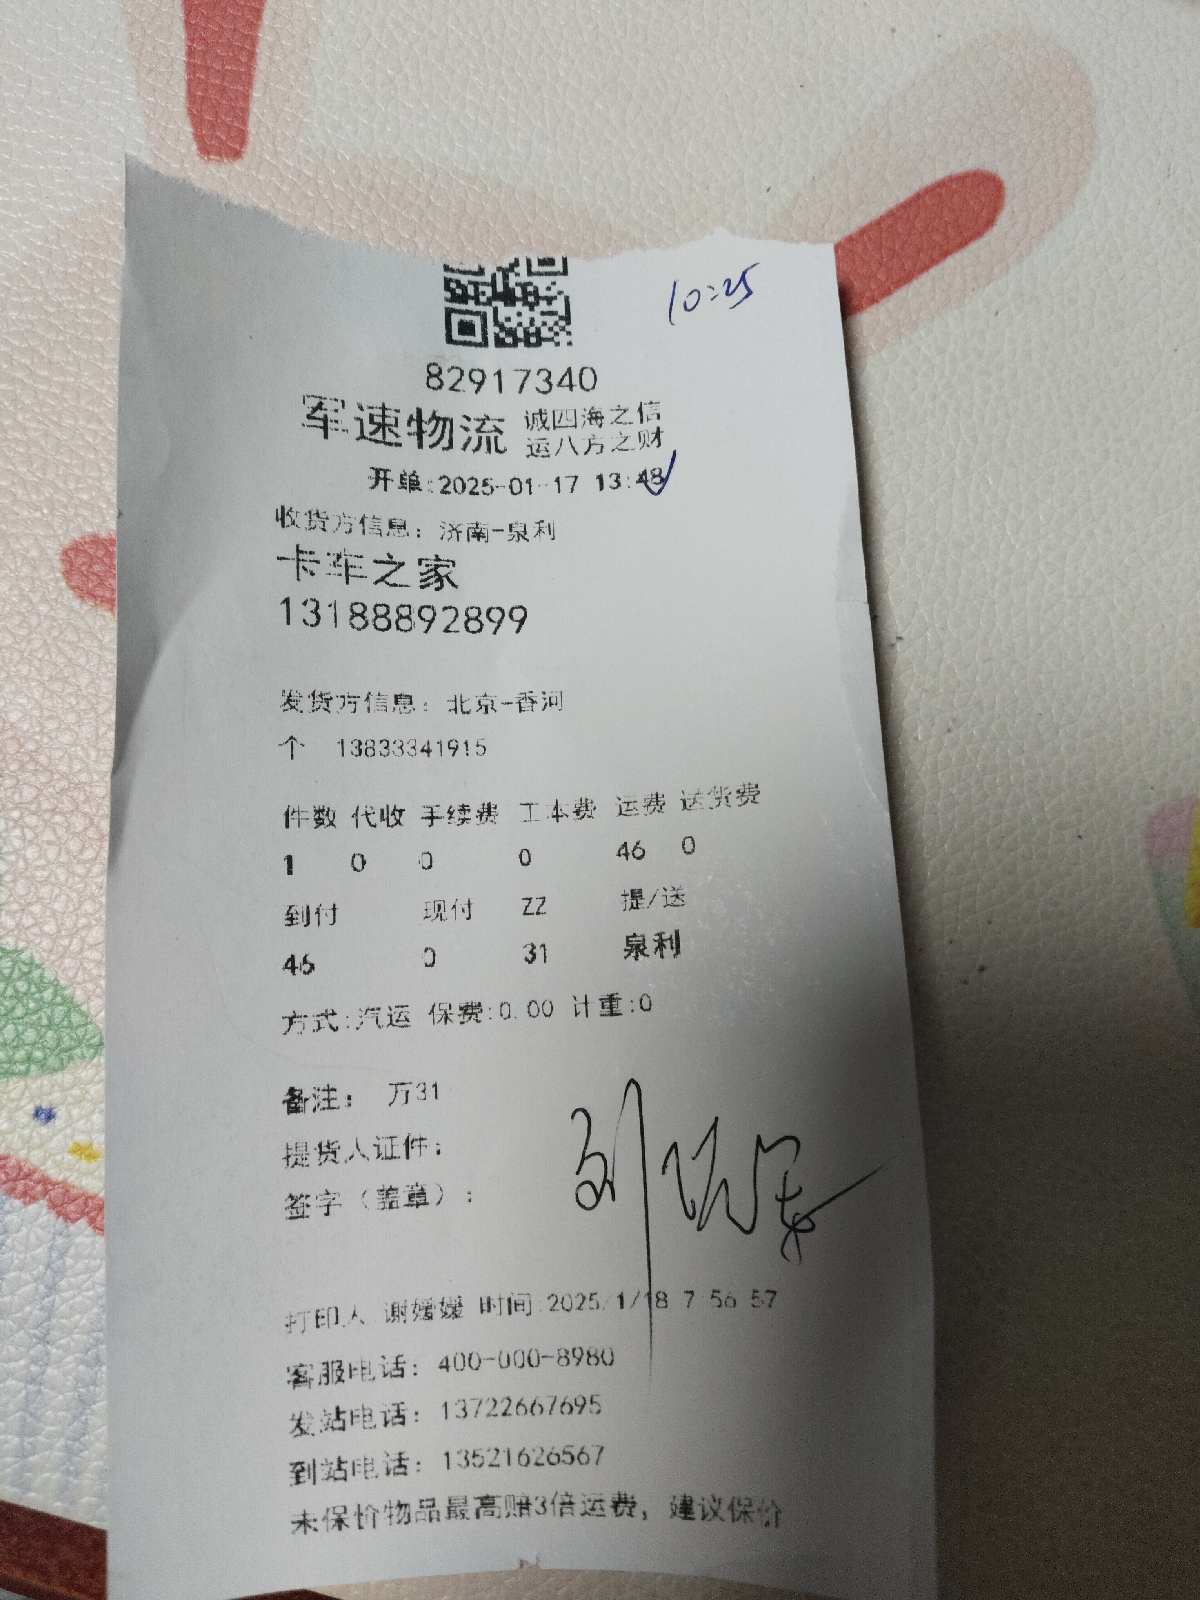 10:25
82917340
军速物流 诚四海之信
运八方之财
开单:2025-01-17 13:48
收货方信息: 济南-泉利
卡车之家
13188892899
发货方信息: 北京-香河
个 13833341915
件数 代收 手续费 工本费 运费 送货费
1 0 0 0 46 0
到付 现付 ZZ 提/送
46 0 31 泉利
方式:汽运 保费:0.00 计重:0
备注: 万31
提货人证件:
签字(盖章):
打印人 谢媛媛 时间:2025/1/18 7:56:57
客服电话: 400-000-8980
发站电话: 13722667695
到站电话: 13521626567
未保价物品最高赔3倍运费, 建议保价